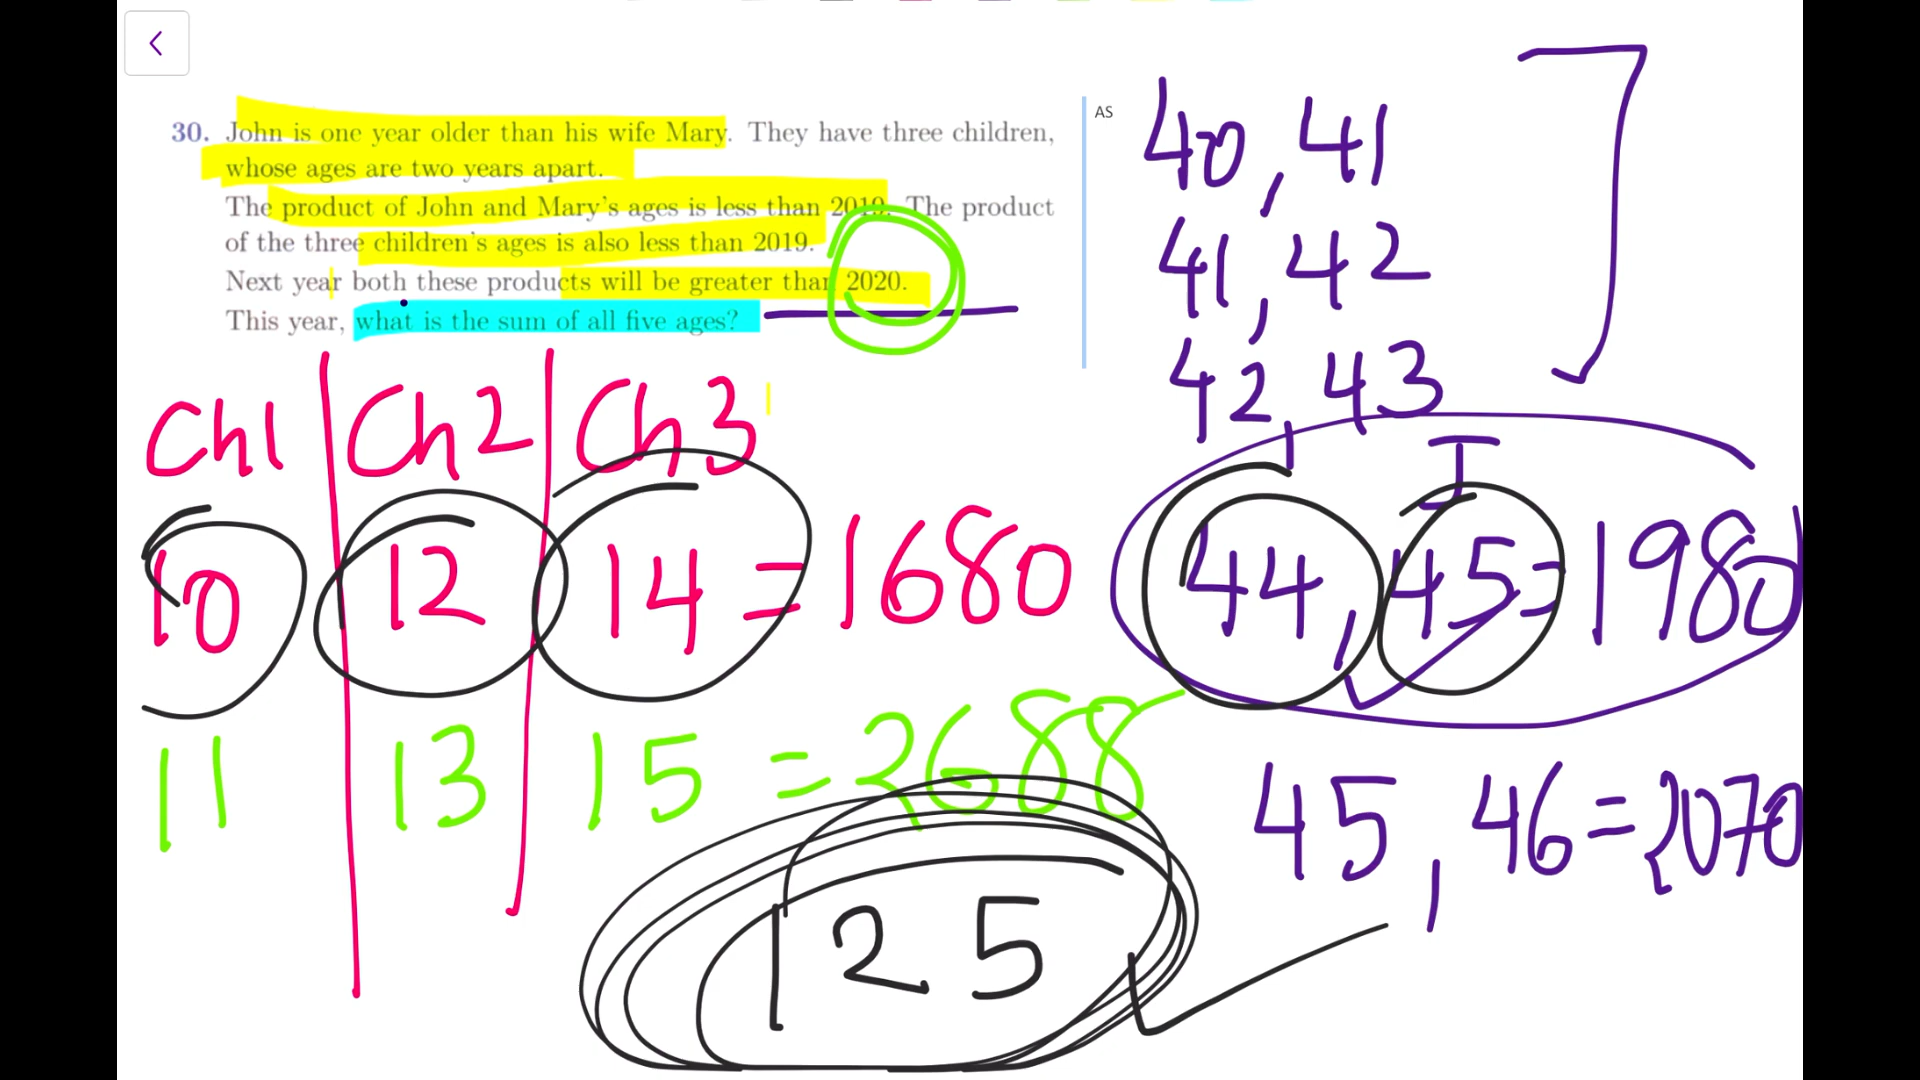 30. John is one year older than his wife Mary. They have three children,
whose ages are two years apart.
The product of John and Mary's ages is less than 2019. The product
of the three children's ages is also less than 2019.
Next year both these products will be greater than 2020.
This year, what is the sum of all five ages?
AS
40, 41
41, 42
42, 43
J
44, 45 = 1980
45, 46 = 2070
Ch1 Ch2 Ch3
10 12 14 = 1680
11 13 15 = 2688
125